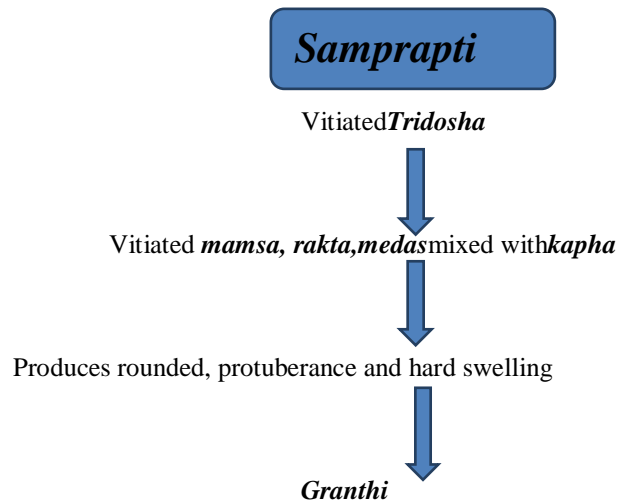 Samprapti
VitiatedTridosha
Vitiated mamsa, rakta,medasmixed withkapha
Produces rounded, protuberance and hard swelling
Granthi